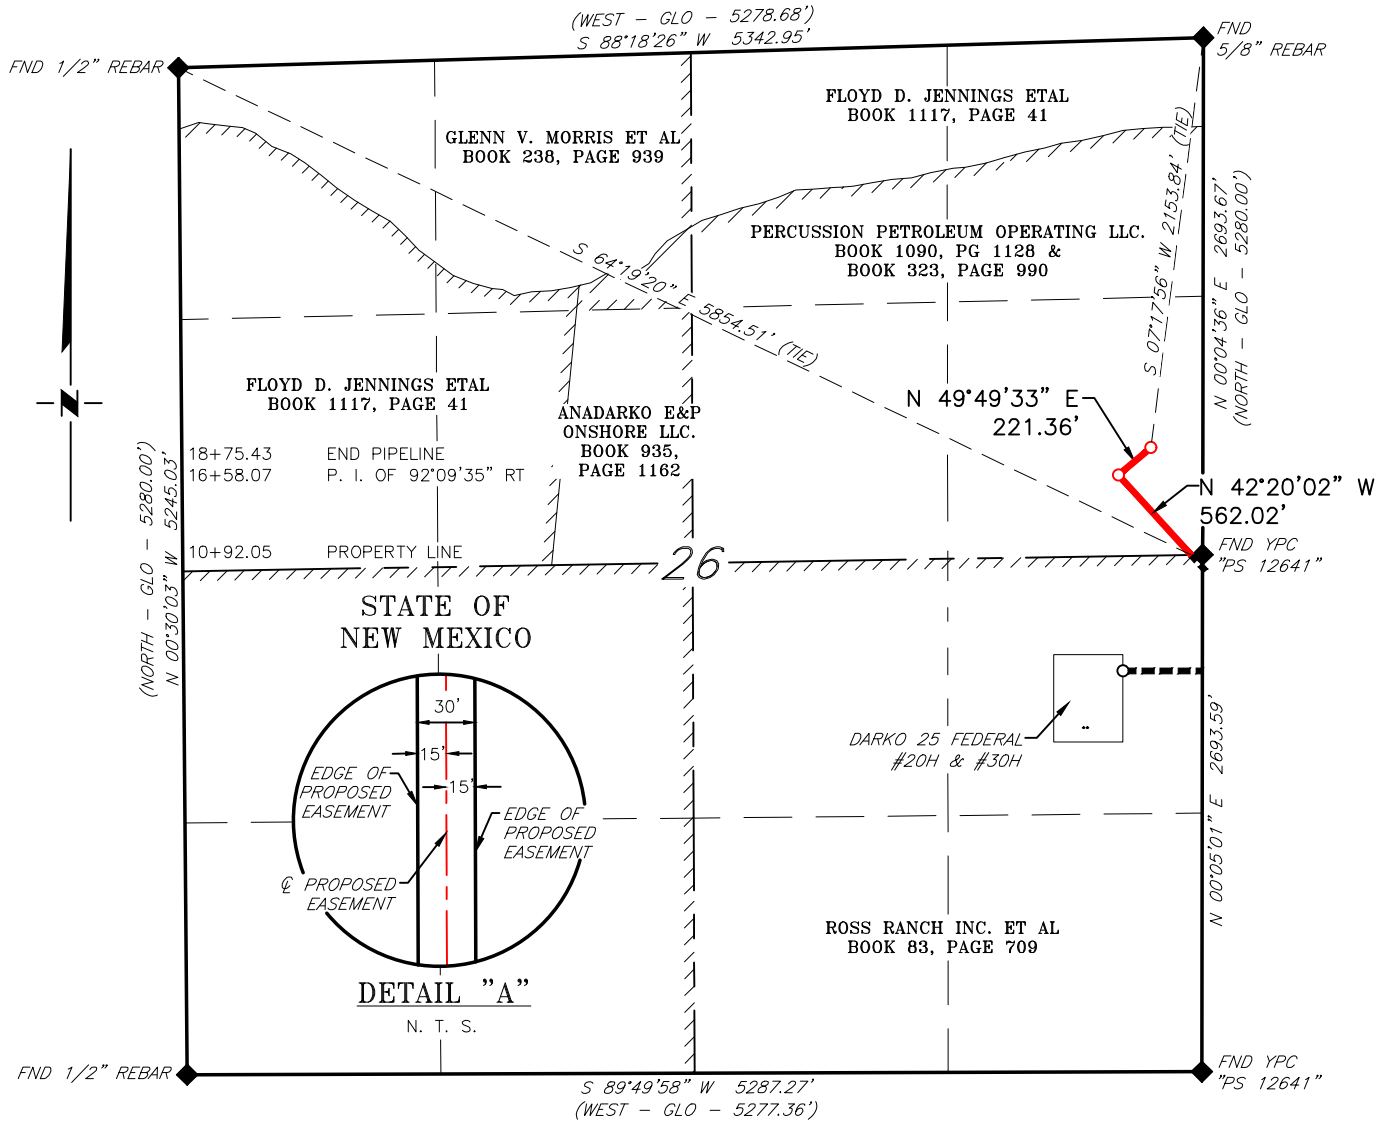 (WEST – GLO – 5278.68')
S 88°18'26" W 5342.95'
FND 1/2" REBAR
FND
5/8" REBAR
FLOYD D. JENNINGS ETAL
BOOK 1117, PAGE 41
GLENN V. MORRIS ET AL
BOOK 238, PAGE 939
S 07°17'56" W 2153.84' (TIE)
N 00°04'36" E 2693.67'
(NORTH – GLO – 5280.00')
PERCUSSION PETROLEUM OPERATING LLC.
BOOK 1090, PG 1128 &
BOOK 323, PAGE 990
S 64°19'20" E 5854.51' (TIE)
N
FLOYD D. JENNINGS ETAL
BOOK 1117, PAGE 41
ANADARKO E&P
ONSHORE LLC.
BOOK 935,
PAGE 1162
N 49°49'33" E
221.36'
18+75.43 END PIPELINE
16+58.07 P. I. OF 92°09'35" RT
10+92.05 PROPERTY LINE
N 42°20'02" W
562.02'
(NORTH – GLO – 5280.00')
N 00°30'03" W 5245.03'
FND YPC
"PS 12641"
26
STATE OF
NEW MEXICO
30'
15'
15'
EDGE OF
PROPOSED
EASEMENT
EDGE OF
PROPOSED
EASEMENT
℄ PROPOSED
EASEMENT
DETAIL "A"
N. T. S.
DARKO 25 FEDERAL
#20H & #30H
N 00°05'01" E 2693.59'
ROSS RANCH INC. ET AL
BOOK 83, PAGE 709
FND 1/2" REBAR
FND YPC
"PS 12641"
S 89°49'58" W 5287.27'
(WEST – GLO – 5277.36')